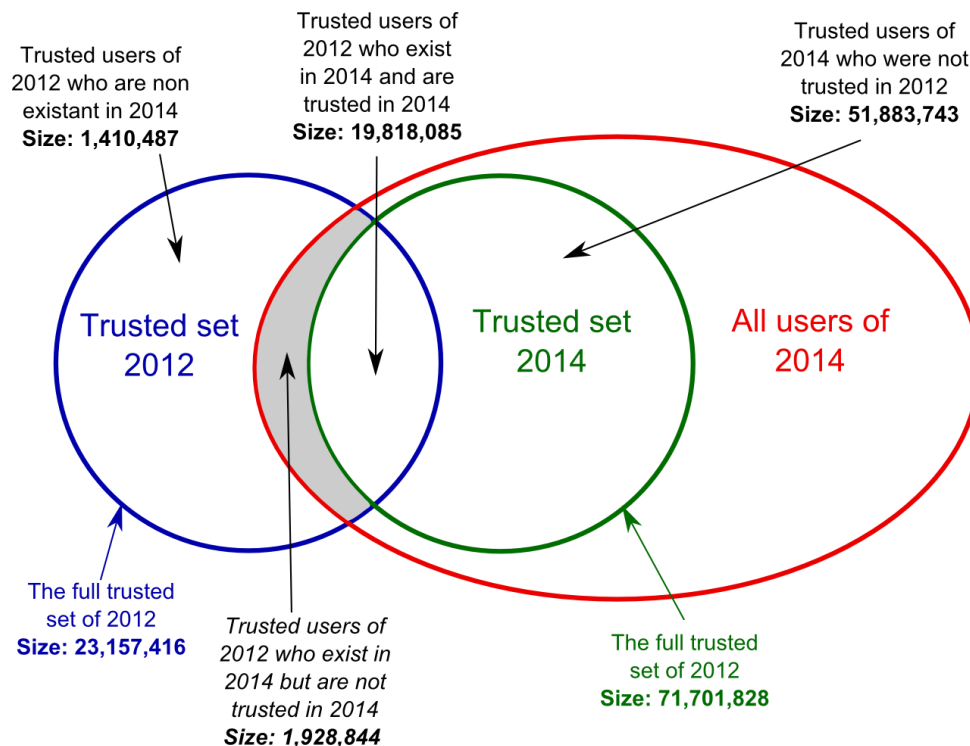 Trusted users of
2012 who are non
existant in 2014
Size: 1,410,487
Trusted users of
2012 who exist
in 2014 and are
trusted in 2014
Size: 19,818,085
Trusted users of
2014 who were not
trusted in 2012
Size: 51,883,743
Trusted set
2012
Trusted set
2014
All users of
2014
The full trusted
set of 2012
Size: 23,157,416
Trusted users of
2012 who exist in
2014 but are not
trusted in 2014
Size: 1,928,844
The full trusted
set of 2012
Size: 71,701,828